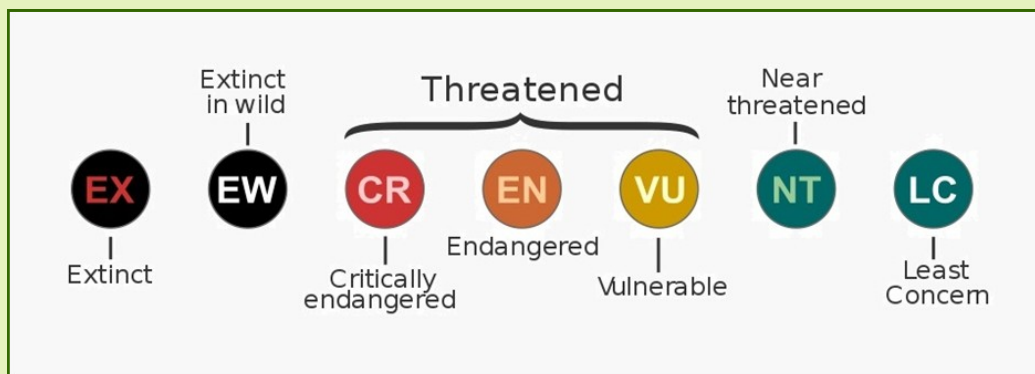 Extinct
in wild
Threatened
Near
threatened
EX
EW
CR
EN
VU
NT
LC
Extinct
Critically
endangered
Endangered
Vulnerable
Least
Concern